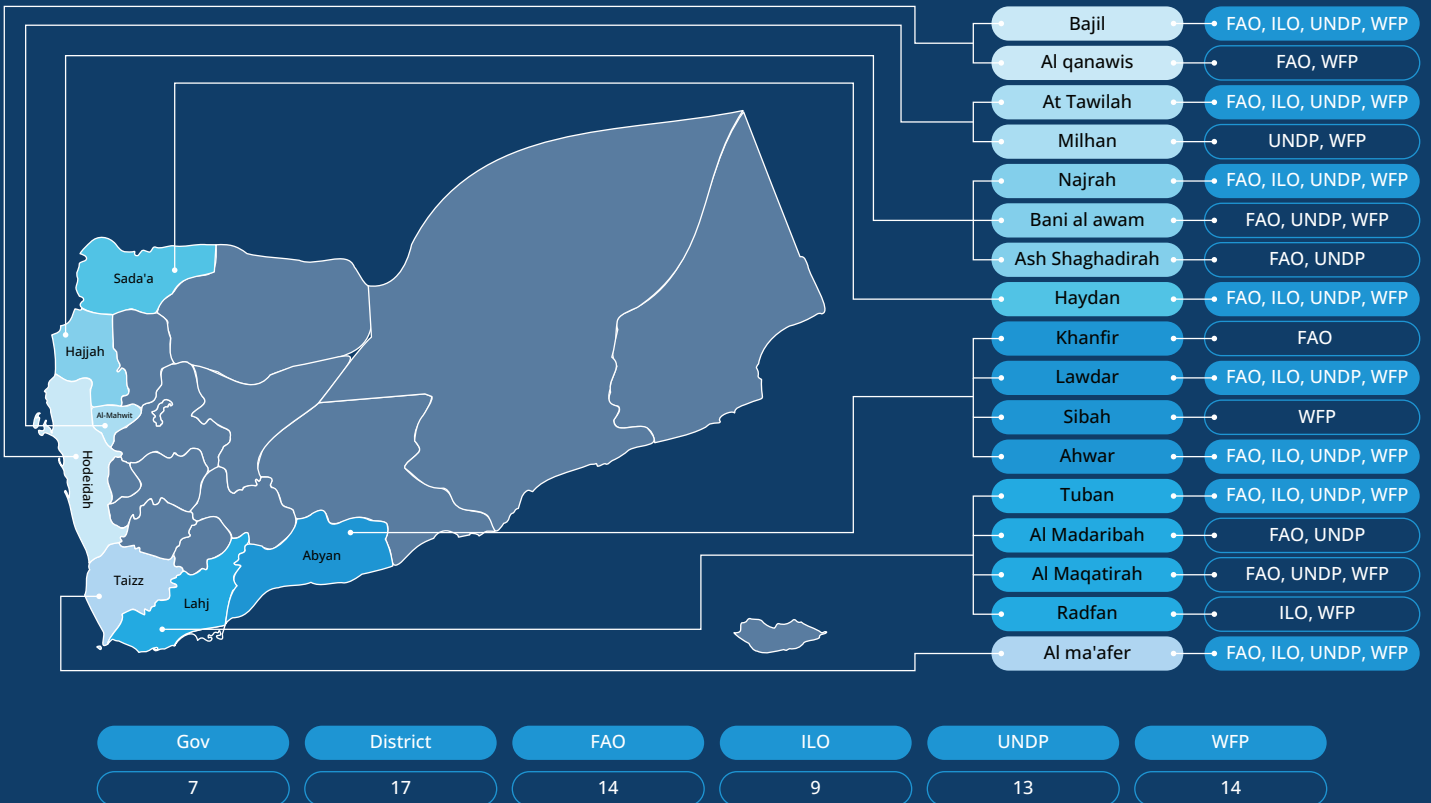 Bajil FAO, ILO, UNDP, WFP
Al qanawis FAO, WFP
At Tawilah FAO, ILO, UNDP, WFP
Milhan UNDP, WFP
Najrah FAO, ILO, UNDP, WFP
Bani al awam FAO, UNDP, WFP
Ash Shaghadirah FAO, UNDP
Haydan FAO, ILO, UNDP, WFP
Khanfir FAO
Lawdar FAO, ILO, UNDP, WFP
Sibah WFP
Ahwar FAO, ILO, UNDP, WFP
Tuban FAO, ILO, UNDP, WFP
Al Madaribah FAO, UNDP
Al Maqatirah FAO, UNDP, WFP
Radfan ILO, WFP
Al ma'afer FAO, ILO, UNDP, WFP
Sada'a
Hajjah
Al-Mahwit
Hodeidah
Abyan
Taizz
Lahj
Gov District FAO ILO UNDP WFP
7 17 14 9 13 14